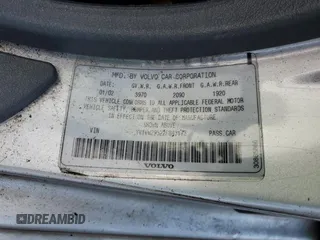 MFD. BY VOLVO CAR CORPORATION
DATE: G.V.W.R: G.A.W.R.FRONT G.A.W.R.REAR
01/02 5970 2090 1920
THIS VEHICLE CONFORMS TO ALL APPLICABLE FEDERAL MOTOR
VEHICLE SAFETY, BUMPER, AND THEFT PREVENTION STANDARDS
IN EFFECT ON THE DATE OF MANUFACTURE
SHOWN ABOVE.
VIN PASS.CAR
VOLVO
DREAMBID